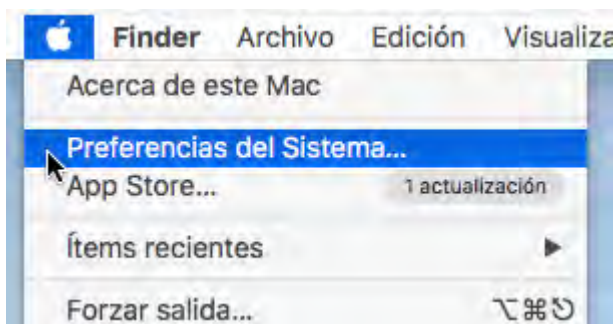 Finder Archivo Edición Visualiza
Acerca de este Mac
Preferencias del Sistema...
App Store... 1 actualización
Ítems recientes ▶
Forzar salida... ⌥⌘⎋